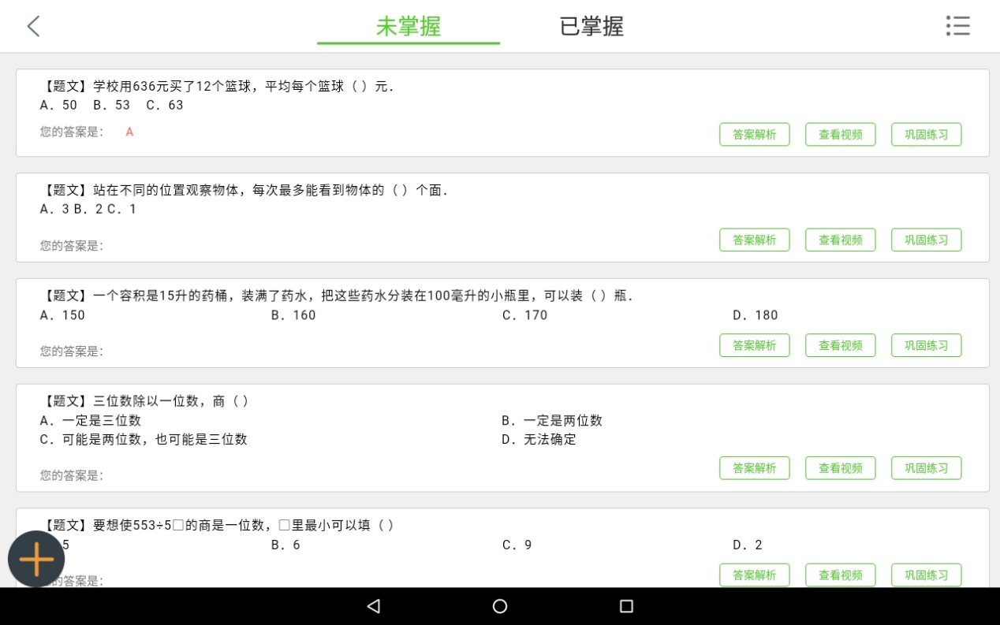 未掌握 已掌握
【题文】学校用636元买了12个篮球，平均每个篮球（ ）元．
A．50 B．53 C．63
您的答案是： A
答案解析 查看视频 巩固练习
【题文】站在不同的位置观察物体，每次最多能看到物体的（ ）个面．
A．3 B．2 C．1
您的答案是：
答案解析 查看视频 巩固练习
【题文】一个容积是15升的药桶，装满了药水，把这些药水分装在100毫升的小瓶里，可以装（ ）瓶．
A．150 B．160 C．170 D．180
您的答案是：
答案解析 查看视频 巩固练习
【题文】三位数除以一位数，商（ ）
A．一定是三位数 B．一定是两位数
C．可能是两位数，也可能是三位数 D．无法确定
您的答案是：
答案解析 查看视频 巩固练习
【题文】要想使553÷5□的商是一位数，□里最小可以填（ ）
5 B．6 C．9 D．2
的答案是：
答案解析 查看视频 巩固练习